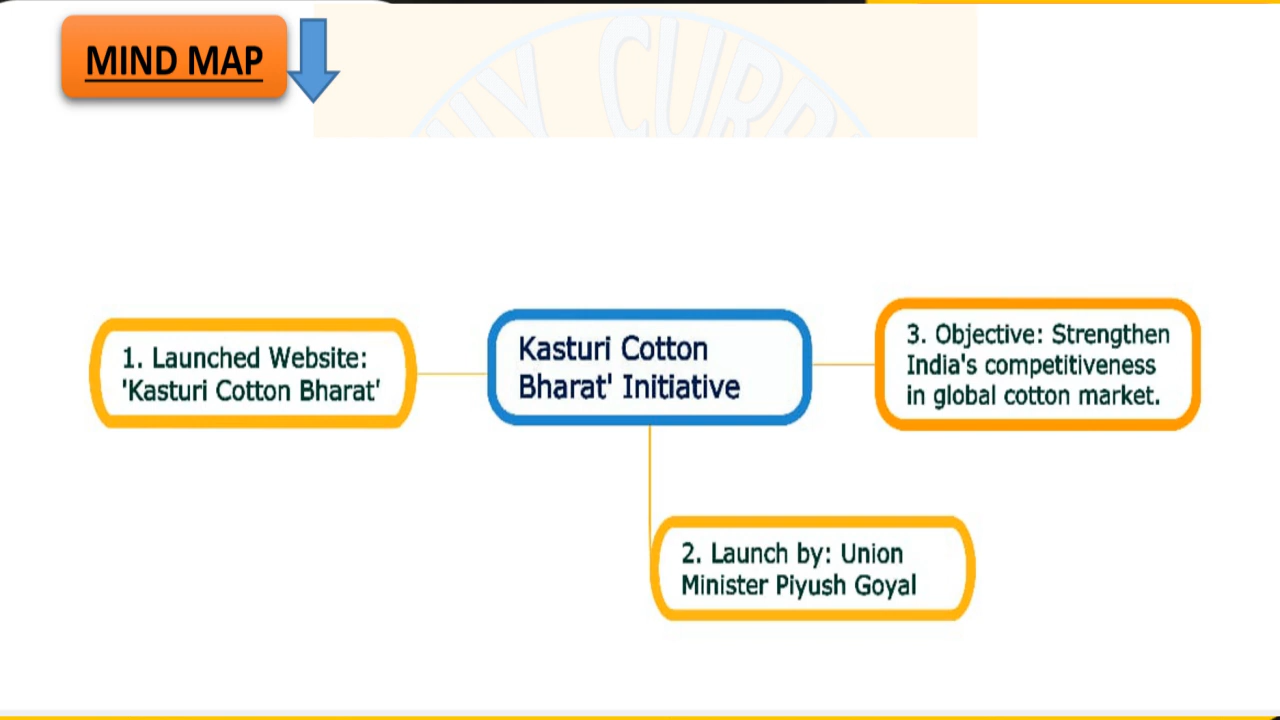 MIND MAP
CURR
1. Launched Website:
'Kasturi Cotton Bharat'
Kasturi Cotton
Bharat' Initiative
3. Objective: Strengthen
India's competitiveness
in global cotton market.
2. Launch by: Union
Minister Piyush Goyal